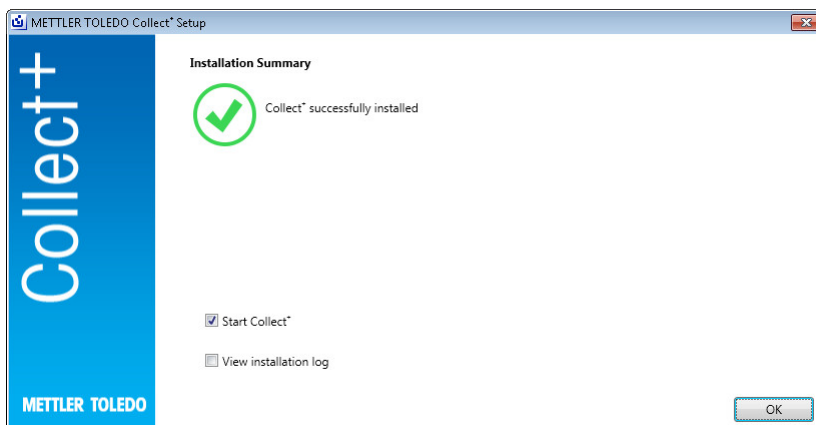 METTLER TOLEDO Collect⁺ Setup
Collect+
Installation Summary
Collect⁺ successfully installed
Start Collect⁺
View installation log
METTLER TOLEDO
OK